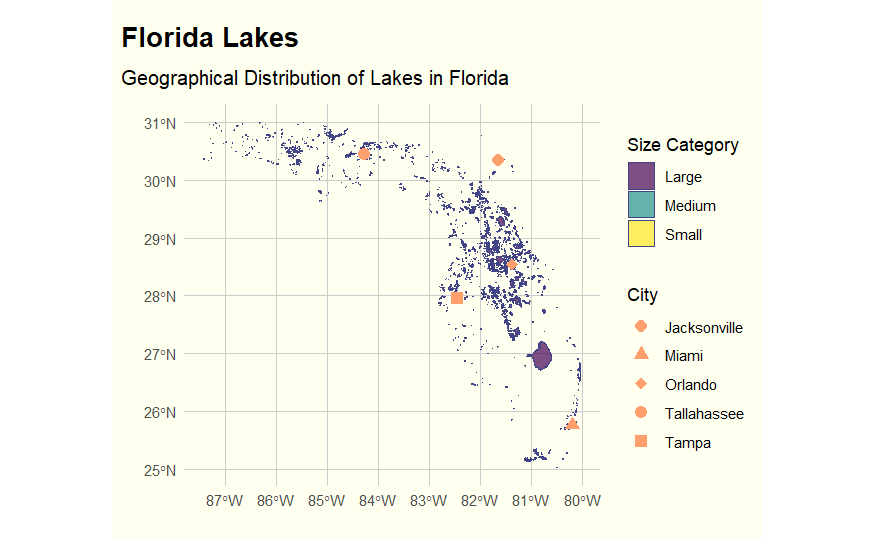 Florida Lakes
Geographical Distribution of Lakes in Florida
31°N
30°N
29°N
28°N
27°N
26°N
25°N
87°W 86°W 85°W 84°W 83°W 82°W 81°W 80°W
Size Category
Large
Medium
Small
City
Jacksonville
Miami
Orlando
Tallahassee
Tampa